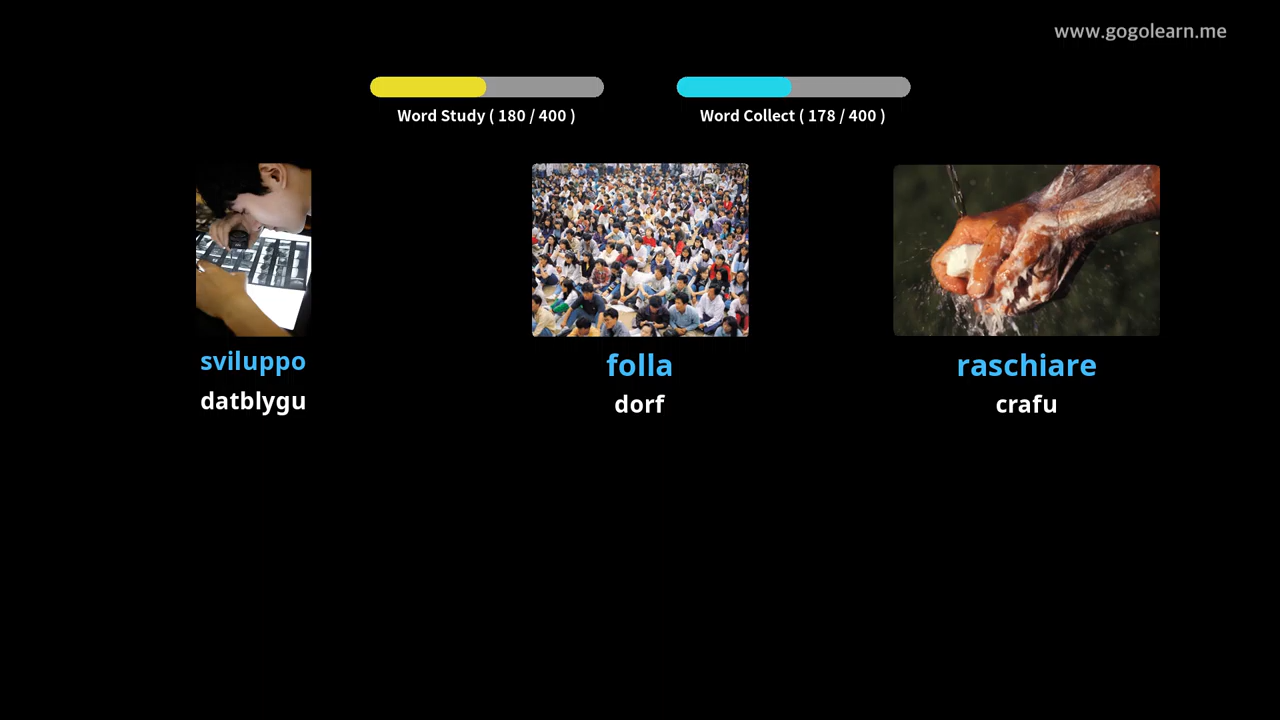 www.gogolearn.me
Word Study ( 180 / 400 )
Word Collect ( 178 / 400 )
sviluppo
datblygu
folla
dorf
raschiare
crafu